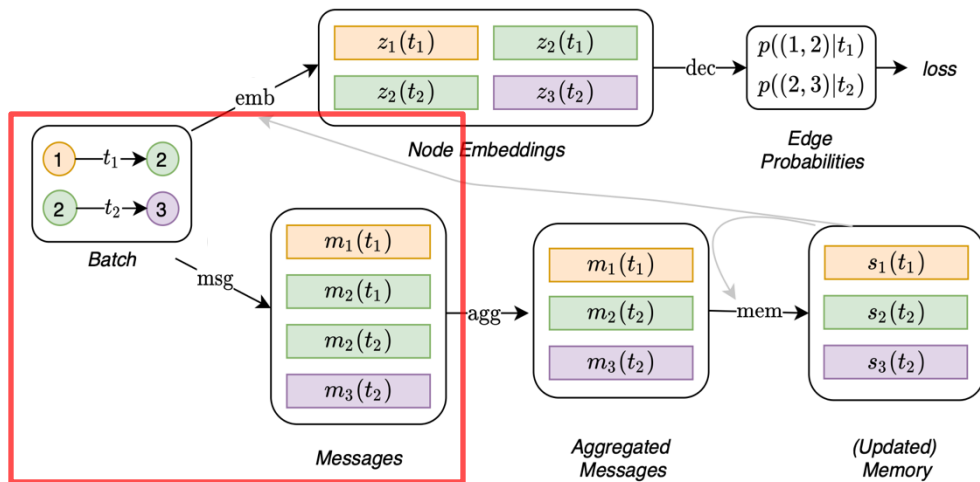 z₁(t₁) z₂(t₁)
z₂(t₂) z₃(t₂)
emb
dec
p((1, 2)|t₁)
p((2, 3)|t₂)
loss
Node Embeddings
Edge
Probabilities
1 t₁ 2
2 t₂ 3
Batch
msg
m₁(t₁)
m₂(t₁)
m₂(t₂)
m₃(t₂)
Messages
agg
m₁(t₁)
m₂(t₂)
m₃(t₂)
Aggregated
Messages
mem
s₁(t₁)
s₂(t₂)
s₃(t₂)
(Updated)
Memory